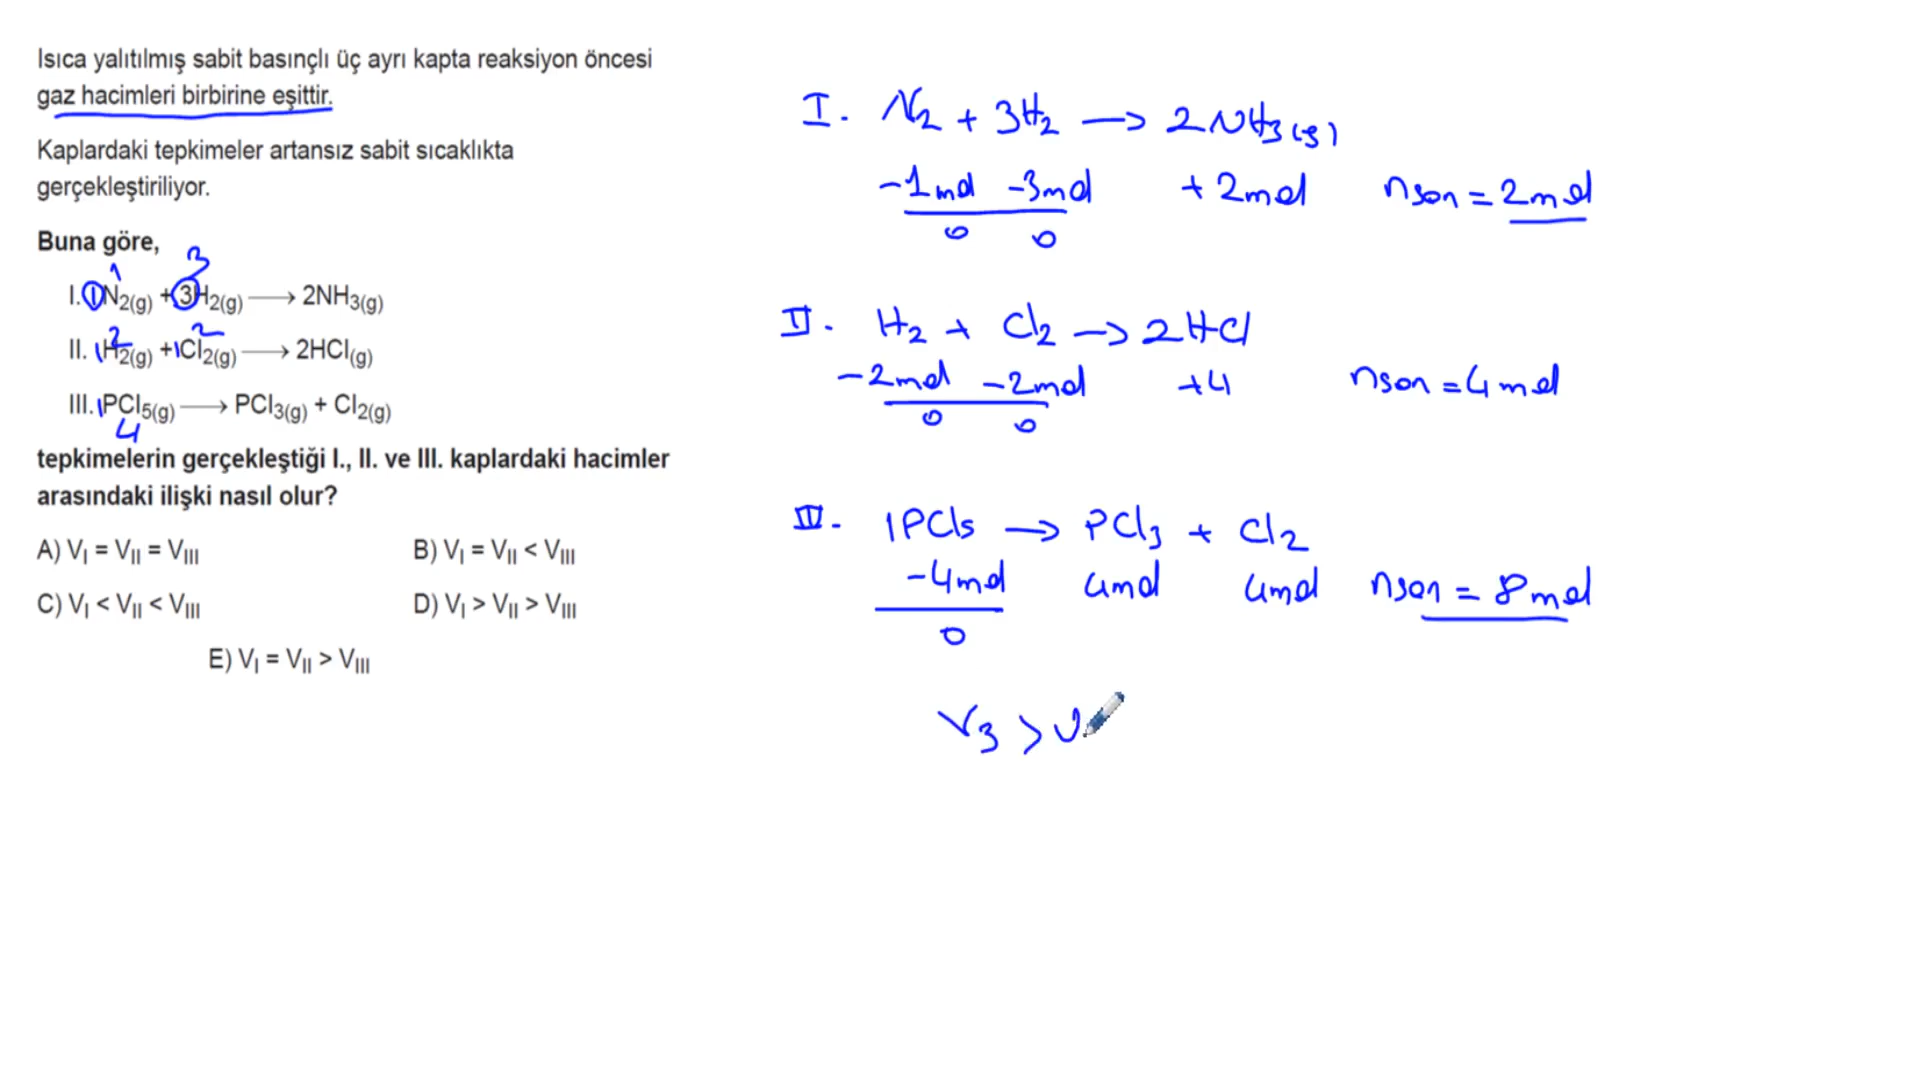 Isıca yalıtılmış sabit basınçlı üç ayrı kapta reaksiyon öncesi
gaz hacimleri birbirine eşittir.
Kaplardaki tepkimeler artansız sabit sıcaklıkta
gerçekleştiriliyor.
Buna göre,
1 3
I. 1N2(g) + 3H2(g) ⟶ 2NH3(g)
2 2
II. 1H2(g) + 1Cl2(g) ⟶ 2HCl(g)
III. 1PCl5(g) ⟶ PCl3(g) + Cl2(g)
4
tepkimelerin gerçekleştiği I., II. ve III. kaplardaki hacimler
arasındaki ilişki nasıl olur?
A) VI = VII = VIII
B) VI = VII < VIII
C) VI < VII < VIII
D) VI > VII > VIII
E) VI = VII > VIII
I. N2 + 3H2 → 2NH3(g)
-1mol -3mol +2mol nson = 2mol
0 0
II. H2 + Cl2 → 2HCl
-2mol -2mol +4 nson = 4mol
0 0
III. 1PCl5 → PCl3 + Cl2
-4mol 4mol 4mol nson = 8mol
0
V3 > V